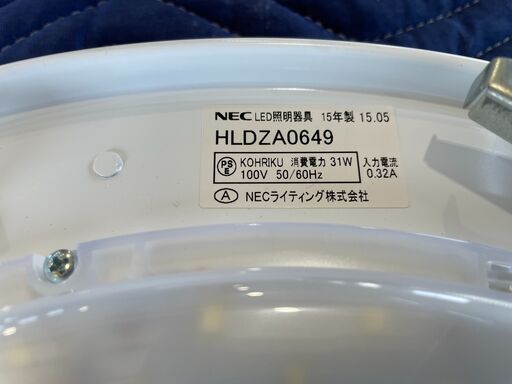 NEC LED照明器具 15年製 15.05
HLDZA0649
PSE KOHRIKU 消費電力 31W 入力電流
100V 50/60Hz 0.32A
A NECライティング株式会社